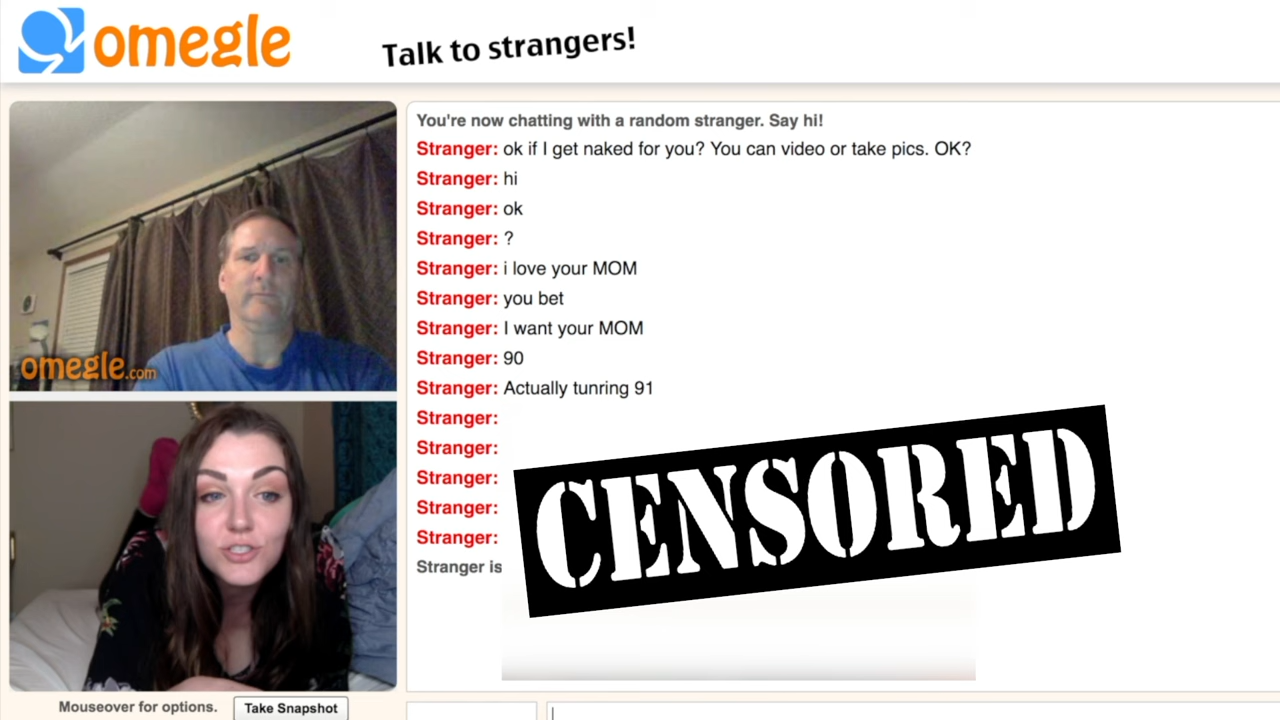 omegle
Talk to strangers!
You're now chatting with a random stranger. Say hi!
Stranger: ok if I get naked for you? You can video or take pics. OK?
Stranger: hi
Stranger: ok
Stranger: ?
Stranger: i love your MOM
Stranger: you bet
Stranger: I want your MOM
Stranger: 90
Stranger: Actually tunring 91
Stranger:
Stranger:
Stranger:
Stranger:
Stranger:
Stranger is
CENSORED
omegle.com
Mouseover for options.
Take Snapshot